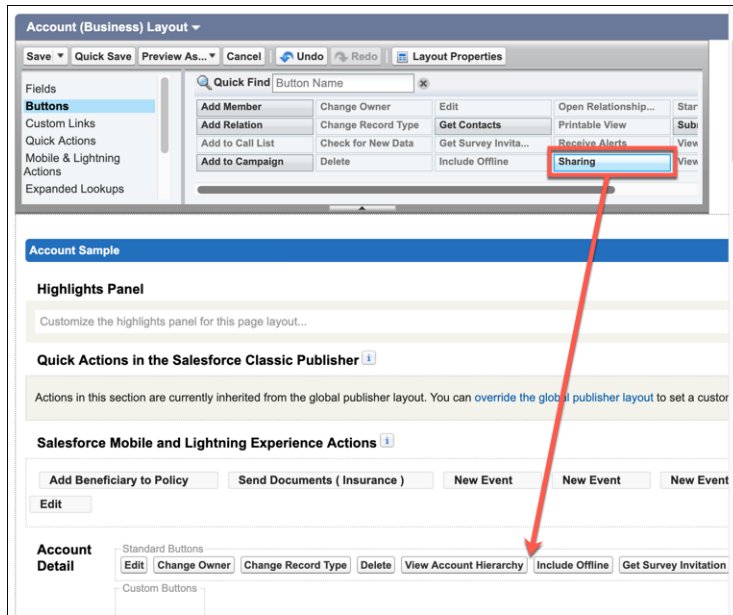 Account (Business) Layout
Save Quick Save Preview As... Cancel Undo Redo Layout Properties
Fields
Buttons
Custom Links
Quick Actions
Mobile & Lightning
Actions
Expanded Lookups
Quick Find Button Name
Add Member Change Owner Edit Open Relationship... Star
Add Relation Change Record Type Get Contacts Printable View Sub
Add to Call List Check for New Data Get Survey Invita... Receive Alerts View
Add to Campaign Delete Include Offline Sharing View
Account Sample
Highlights Panel
Customize the highlights panel for this page layout...
Quick Actions in the Salesforce Classic Publisher i
Actions in this section are currently inherited from the global publisher layout. You can override the global publisher layout to set a custor
Salesforce Mobile and Lightning Experience Actions i
Add Beneficiary to Policy Send Documents ( Insurance ) New Event New Event New Event
Edit
Account
Detail
Standard Buttons
Edit Change Owner Change Record Type Delete View Account Hierarchy Include Offline Get Survey Invitation
Custom Buttons